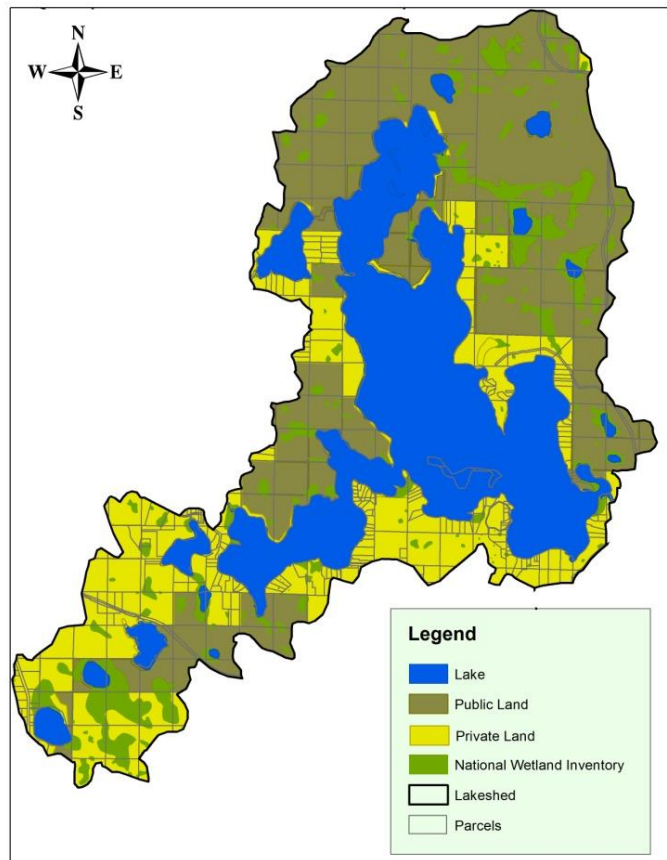 N
W E
S
Legend
Lake
Public Land
Private Land
National Wetland Inventory
Lakeshed
Parcels